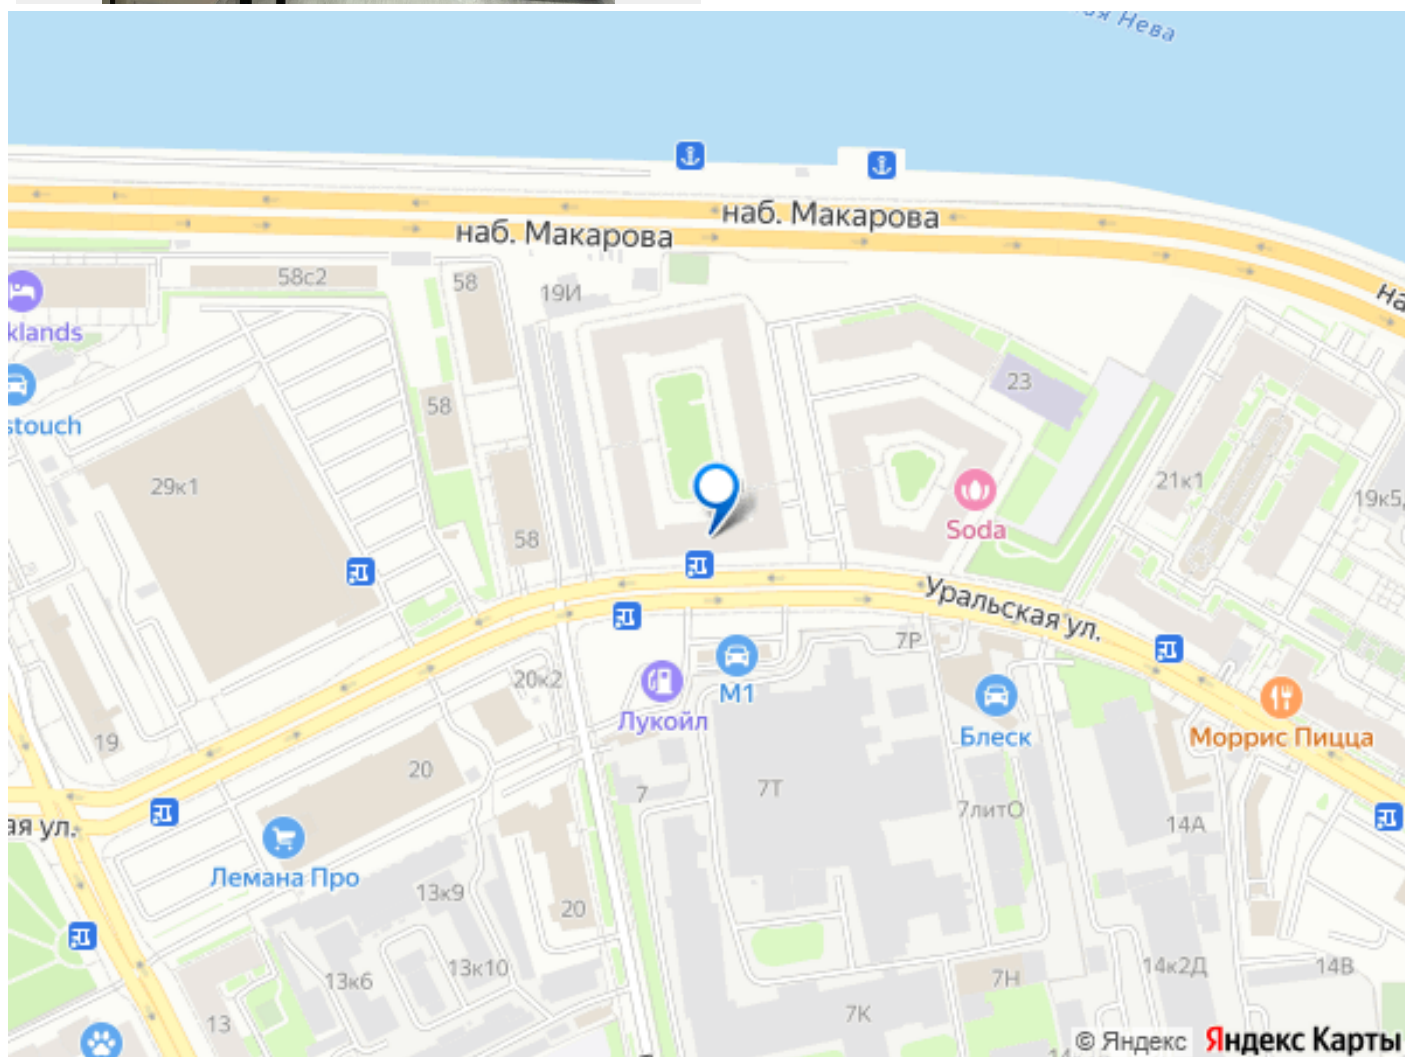 ая Нева
наб. Макарова
наб. Макарова
на
58с2
58
19И
klands
23
58
stouch
21к1
29к1
19к5,
Soda
58
Уральская ул.
7Р
М1
20к2
Лукойл
Блеск
Моррис Пицца
19
20
7
7Т
7литО
14А
ая ул.
Лемана Про
13к9
20
13к6
13к10
7Н
14к2Д
14В
13
7К
© Яндекс Яндекс Карты